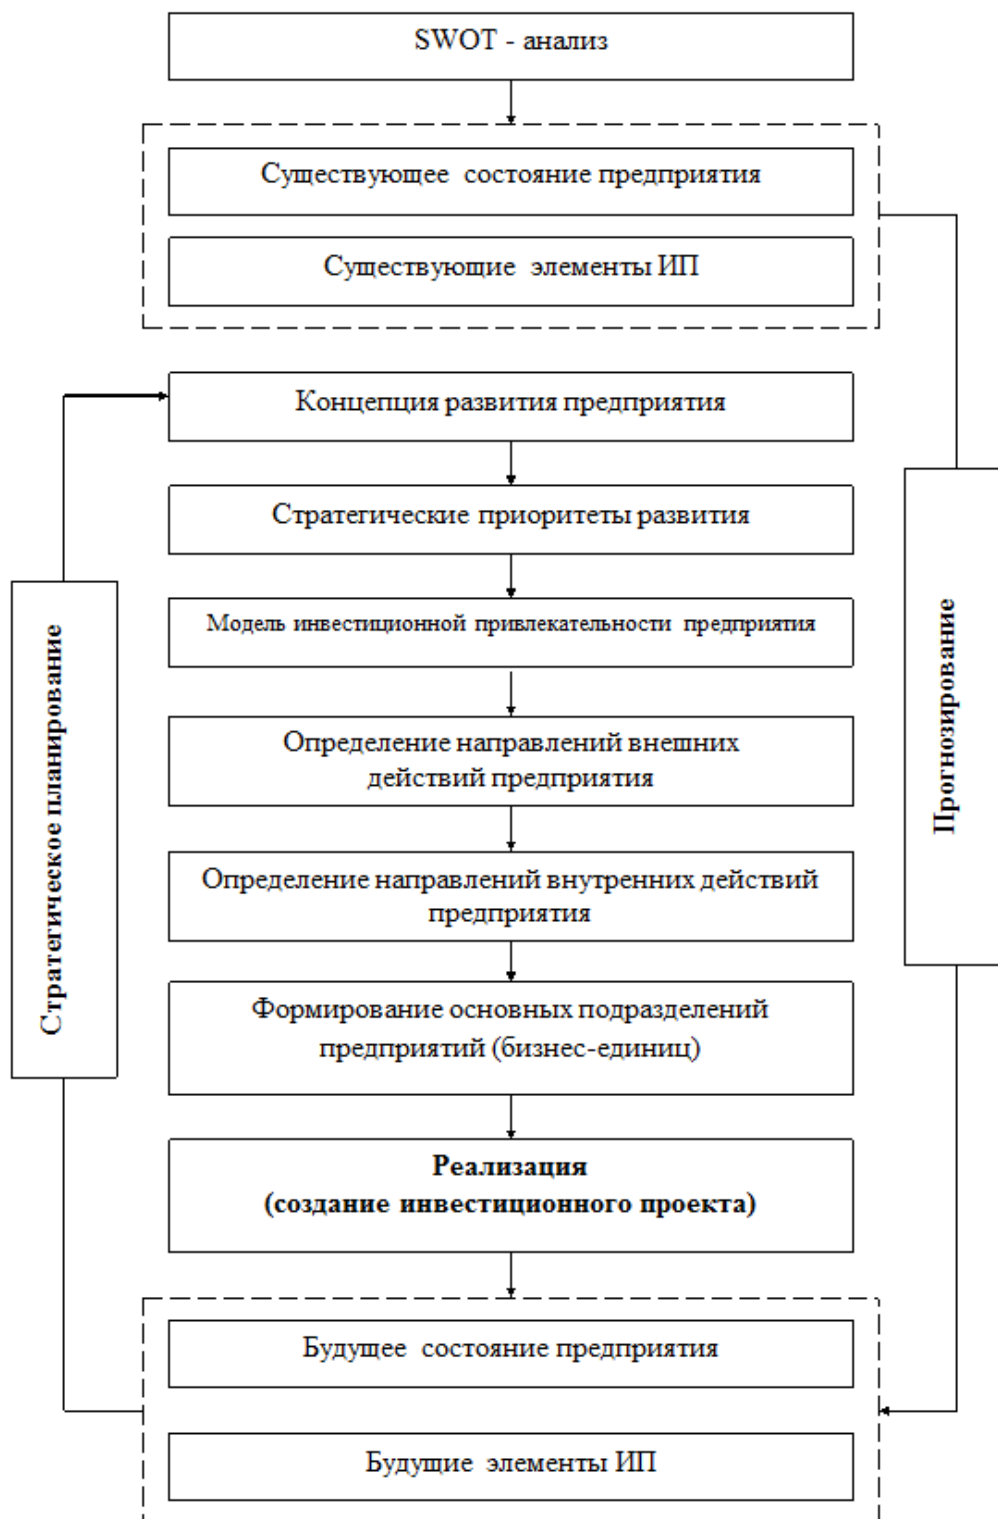 SWOT - анализ
Существующее состояние предприятия
Существующие элементы ИП
Концепция развития предприятия
Стратегические приоритеты развития
Модель инвестиционной привлекательности предприятия
Определение направлений внешних
действий предприятия
Определение направлений внутренних действий
предприятия
Формирование основных подразделений
предприятий (бизнес-единиц)
Реализация
(создание инвестиционного проекта)
Будущее состояние предприятия
Будущие элементы ИП
Стратегическое планирование
Прогнозирование